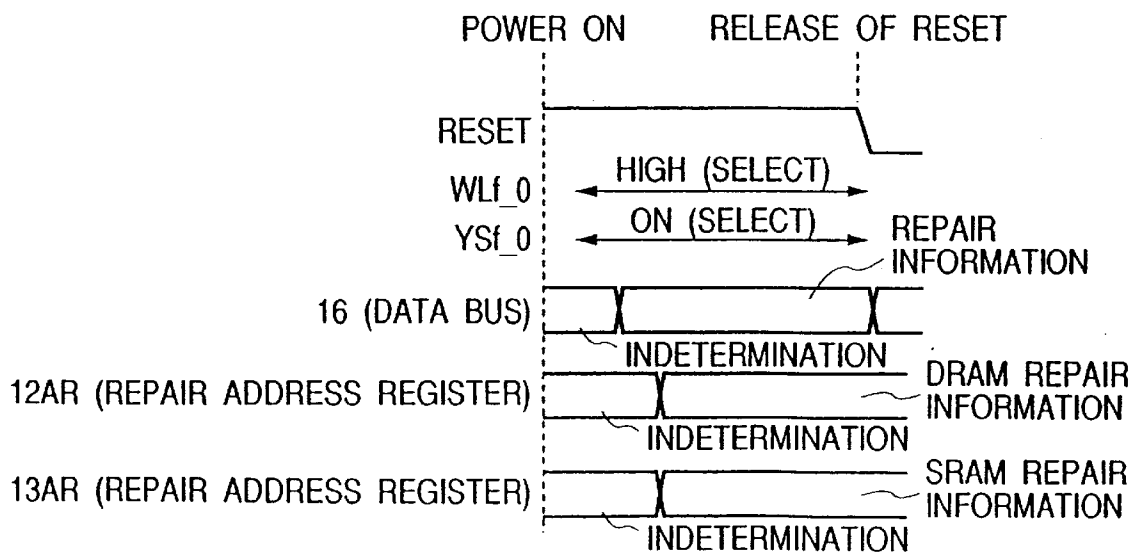 POWER ON
RELEASE OF RESET
RESET
WLf_0
HIGH (SELECT)
YSf_0
ON (SELECT)
REPAIR
INFORMATION
16 (DATA BUS)
INDETERMINATION
12AR (REPAIR ADDRESS REGISTER)
DRAM REPAIR
INFORMATION
INDETERMINATION
13AR (REPAIR ADDRESS REGISTER)
SRAM REPAIR
INFORMATION
INDETERMINATION